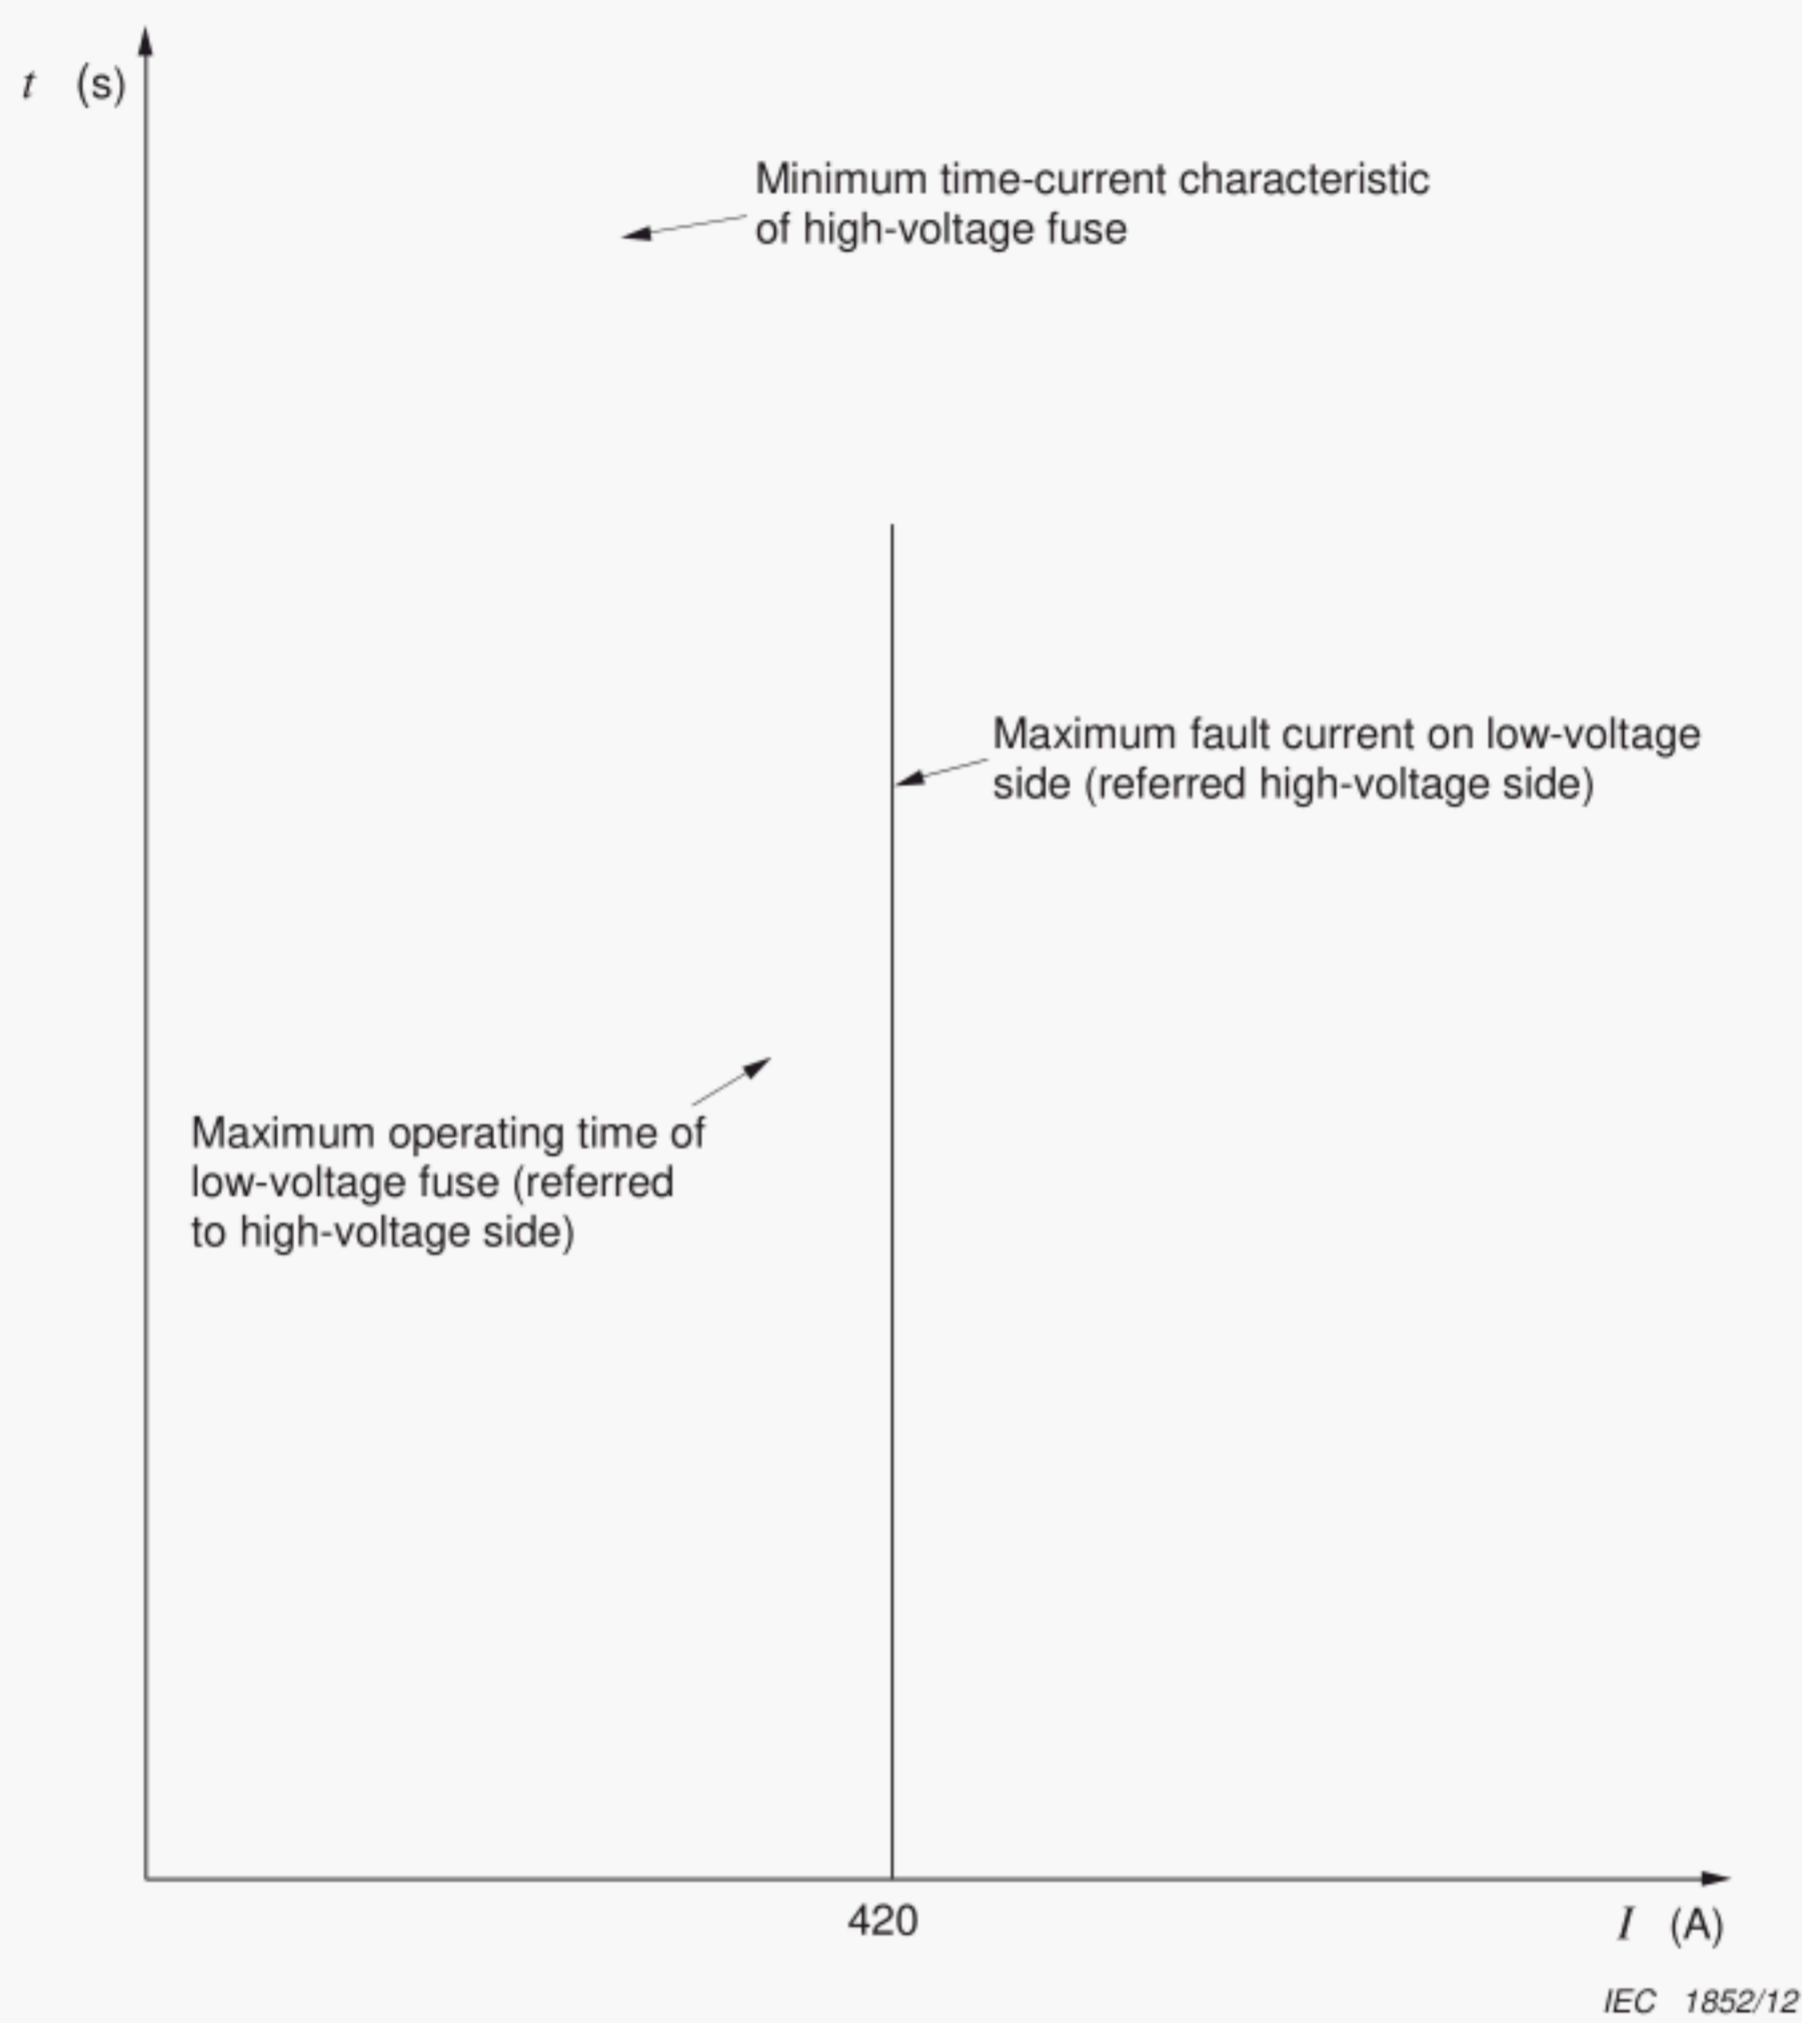 t (s)
Minimum time-current characteristic
of high-voltage fuse
Maximum fault current on low-voltage
side (referred high-voltage side)
Maximum operating time of
low-voltage fuse (referred
to high-voltage side)
420
I (A)
IEC 1852/12